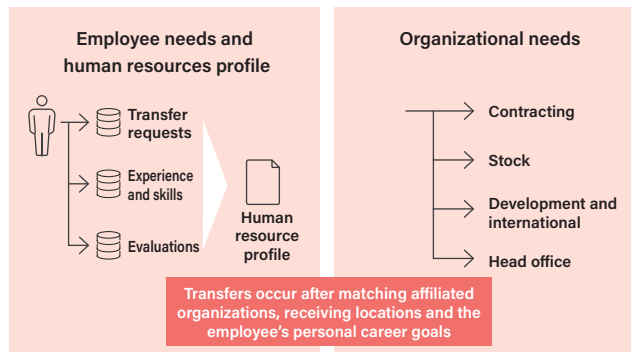 Employee needs and
human resources profile
Transfer
requests
Experience
and skills
Evaluations
Human
resource
profile
Organizational needs
Contracting
Stock
Development and
international
Head office
Transfers occur after matching affiliated
organizations, receiving locations and the
employee’s personal career goals